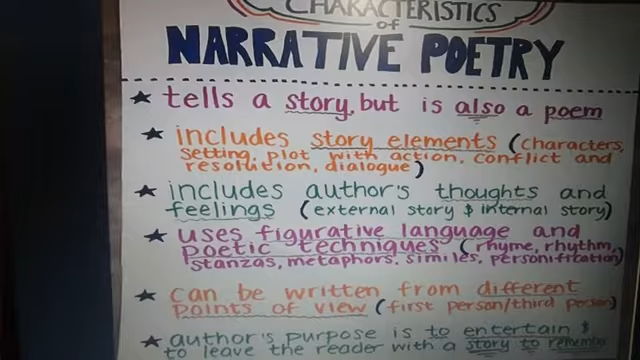 CHARACTERISTICS
of
NARRATIVE POETRY
★ tells a story, but is also a poem
★ includes story elements (characters,
setting, plot with action, conflict and
resolution, dialogue)
★ includes author's thoughts and
feelings (external story $ internal story)
★ uses figurative language and
poetic techniques (rhyme, rhythm,
stanzas, metaphors, similes, personification)
★ can be written from different
points of view (first person/third person)
★ author's purpose is to entertain $
to leave the reader with a story to remember